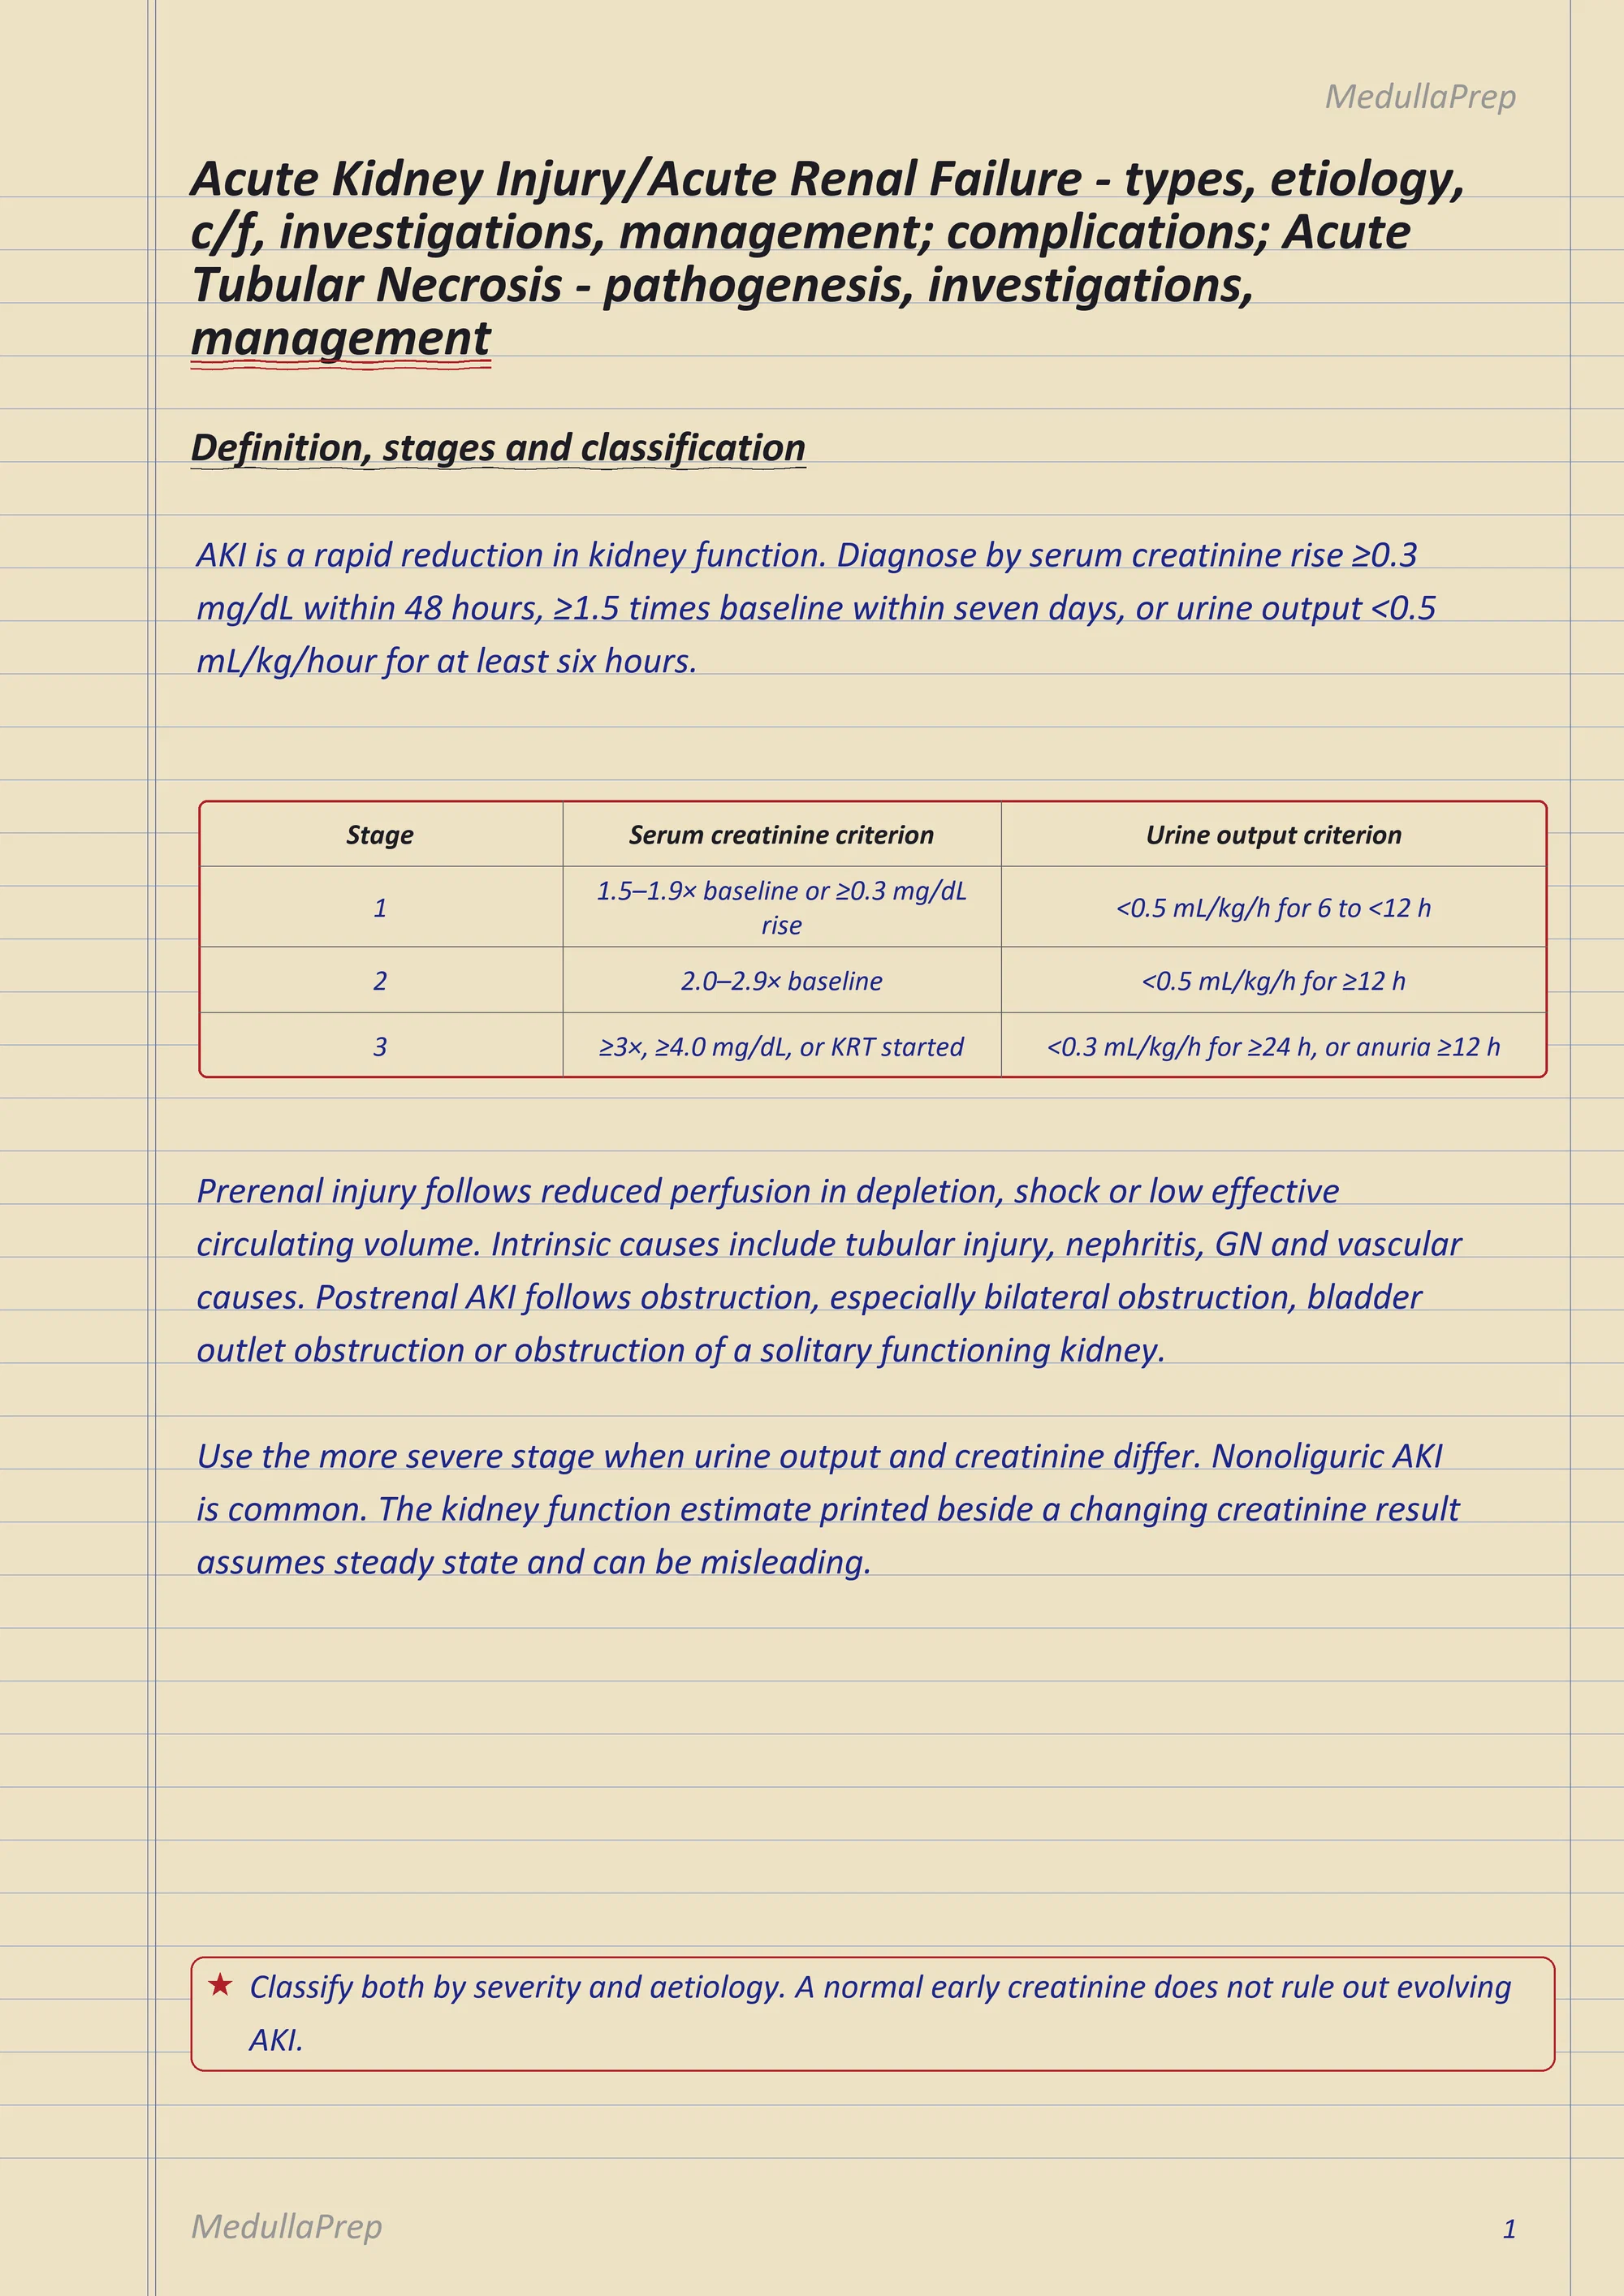 MedullaPrep
Acute Kidney Injury/Acute Renal Failure - types, etiology,
c/f, investigations, management; complications; Acute
Tubular Necrosis - pathogenesis, investigations,
management
Definition, stages and classification
AKI is a rapid reduction in kidney function. Diagnose by serum creatinine rise ≥0.3
mg/dL within 48 hours, ≥1.5 times baseline within seven days, or urine output <0.5
mL/kg/hour for at least six hours.
Stage Serum creatinine criterion Urine output criterion
1 1.5–1.9× baseline or ≥0.3 mg/dL rise <0.5 mL/kg/h for 6 to <12 h
2 2.0–2.9× baseline <0.5 mL/kg/h for ≥12 h
3 ≥3×, ≥4.0 mg/dL, or KRT started <0.3 mL/kg/h for ≥24 h, or anuria ≥12 h
Prerenal injury follows reduced perfusion in depletion, shock or low effective
circulating volume. Intrinsic causes include tubular injury, nephritis, GN and vascular
causes. Postrenal AKI follows obstruction, especially bilateral obstruction, bladder
outlet obstruction or obstruction of a solitary functioning kidney.
Use the more severe stage when urine output and creatinine differ. Nonoliguric AKI
is common. The kidney function estimate printed beside a changing creatinine result
assumes steady state and can be misleading.
★ Classify both by severity and aetiology. A normal early creatinine does not rule out evolving
AKI.
MedullaPrep 1